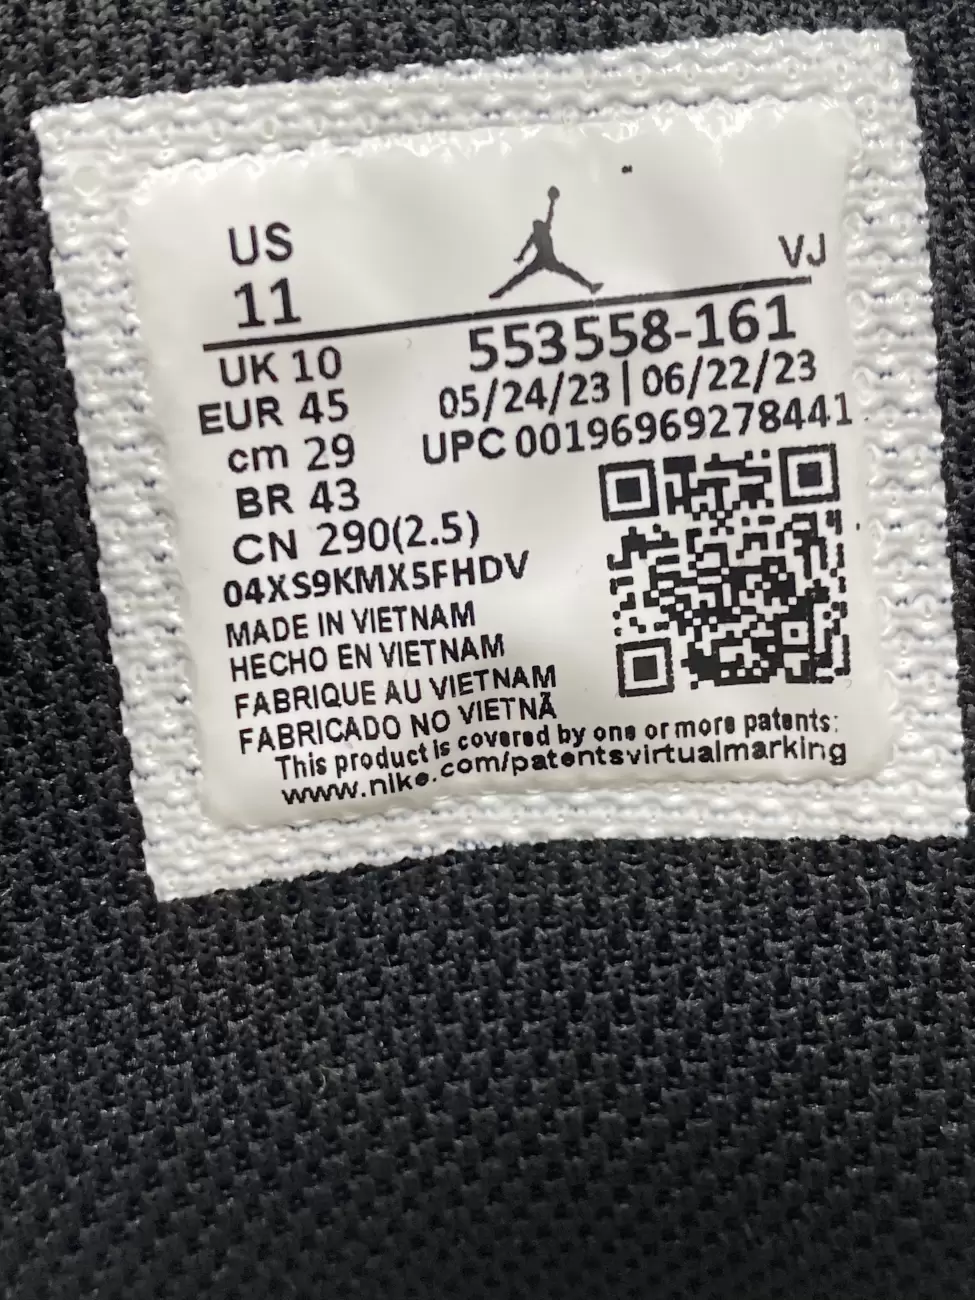 US
11
VJ
553558-161
05/24/23 | 06/22/23
UPC 00196969278441
UK 10
EUR 45
cm 29
BR 43
CN 290(2.5)
04XS9KMX5FHDV
MADE IN VIETNAM
HECHO EN VIETNAM
FABRIQUE AU VIETNAM
FABRICADO NO VIETNÃ
This product is covered by one or more patents:
www.nike.com/patentsvirtualmarking